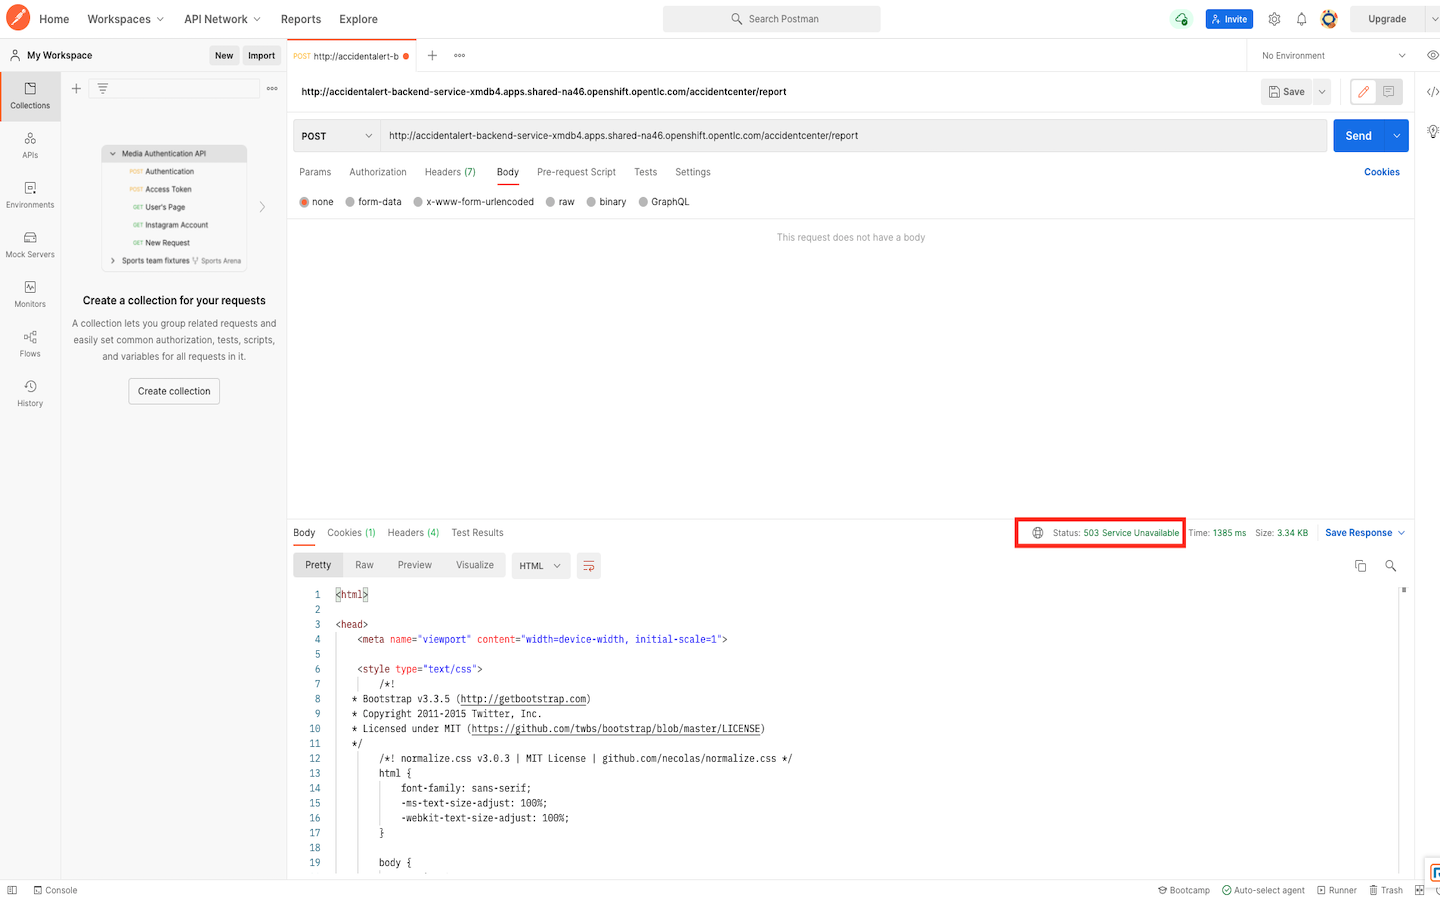 Home Workspaces API Network Reports Explore Search Postman Invite Upgrade
My Workspace New Import POST http://accidentalert-b No Environment
http://accidentalert-backend-service-xmdb4.apps.shared-na46.openshift.opentlc.com/accidentcenter/report Save
POST http://accidentalert-backend-service-xmdb4.apps.shared-na46.openshift.opentlc.com/accidentcenter/report Send
Params Authorization Headers (7) Body Pre-request Script Tests Settings Cookies
none form-data x-www-form-urlencoded raw binary GraphQL
This request does not have a body
Collections
APIs
Environments
Mock Servers
Monitors
Flows
History
Media Authentication API
POST Authentication
POST Access Token
GET User's Page
GET Instagram Account
GET New Request
Sports team fixtures Sports Arena
Create a collection for your requests
A collection lets you group related requests and
easily set common authorization, tests, scripts,
and variables for all requests in it.
Create collection
Body Cookies (1) Headers (4) Test Results Status: 503 Service Unavailable Time: 1385 ms Size: 3.34 KB Save Response
Pretty Raw Preview Visualize HTML
1 <html>
2
3 <head>
4 <meta name="viewport" content="width=device-width, initial-scale=1">
5
6 <style type="text/css">
7 /*!
8 * Bootstrap v3.3.5 (http://getbootstrap.com)
9 * Copyright 2011-2015 Twitter, Inc.
10 * Licensed under MIT (https://github.com/twbs/bootstrap/blob/master/LICENSE)
11 */
12 /*! normalize.css v3.0.3 | MIT License | github.com/necolas/normalize.css */
13 html {
14 font-family: sans-serif;
15 -ms-text-size-adjust: 100%;
16 -webkit-text-size-adjust: 100%;
17 }
18
19 body {
Console Bootcamp Auto-select agent Runner Trash